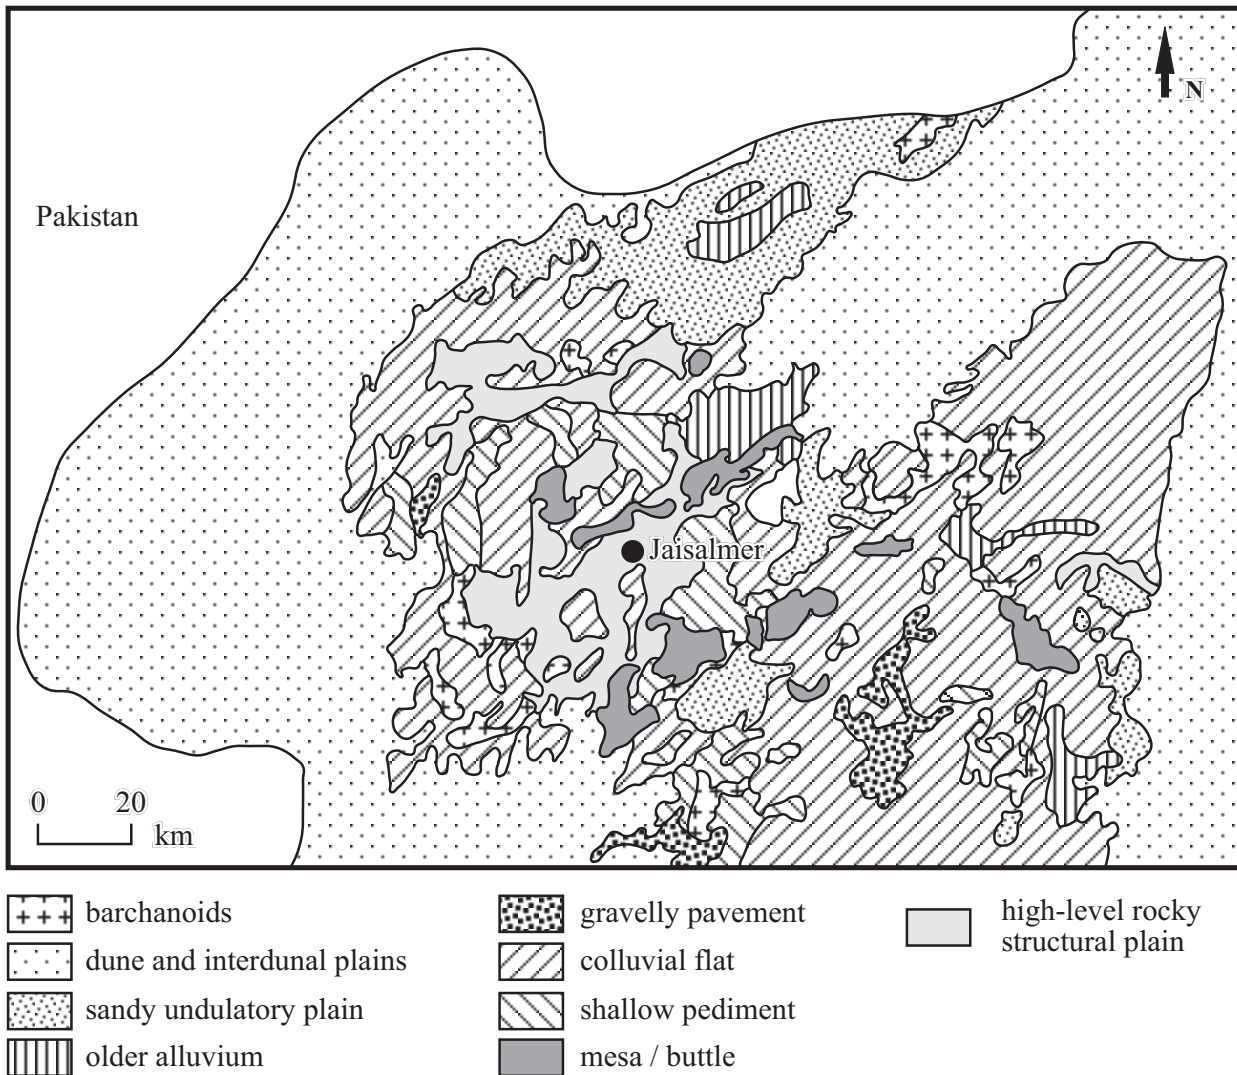 N
Pakistan
Jaisalmer
0 20
km
barchanoids
dune and interdunal plains
sandy undulatory plain
older alluvium
gravelly pavement
colluvial flat
shallow pediment
mesa / buttle
high-level rocky
structural plain